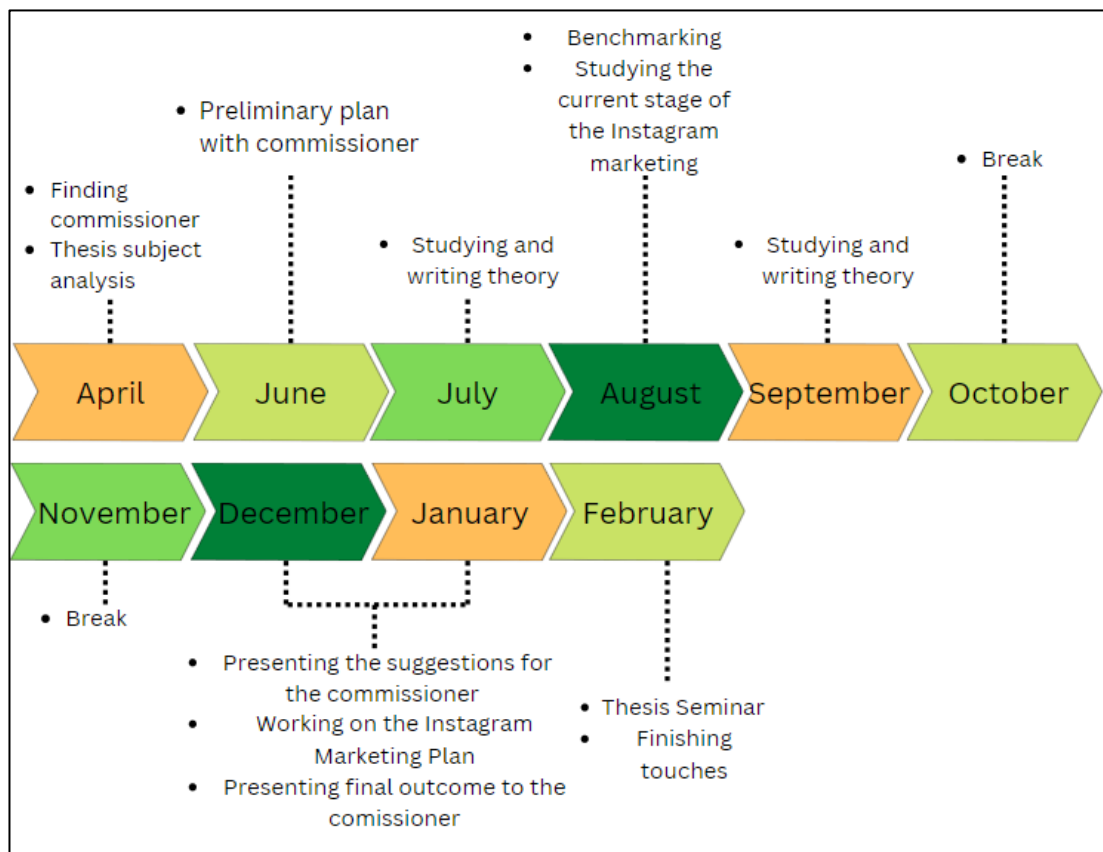 • Finding
commissioner
• Thesis subject
analysis
• Preliminary plan
with commissioner
• Studying and
writing theory
• Benchmarking
• Studying the
current stage of
the Instagram
marketing
• Studying and
writing theory
• Break
April
June
July
August
September
October
November
December
January
February
• Break
• Presenting the suggestions for
the commissioner
• Working on the Instagram
Marketing Plan
• Presenting final outcome to the
comissioner
• Thesis Seminar
• Finishing
touches